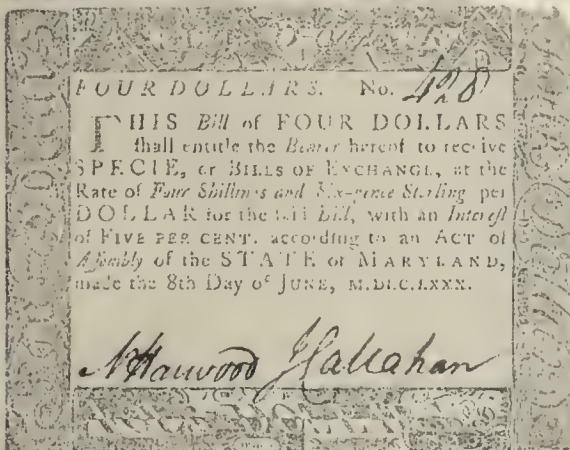 FOUR DOLLARS. No. 428
THIS Bill of FOUR DOLLARS
ſhall entitle the Bearer hereof to receive
SPECIE, or BILLS OF EXCHANGE, at the
Rate of Four Shillings and Six-pence Sterling per
DOLLAR for the ſaid Bill, with an Intereſt
of FIVE PER CENT. according to an ACT of
Aſſembly of the STATE of MARYLAND,
made the 8th Day of JUNE, M.DCC.LXXX.
N Harwood J Callahan